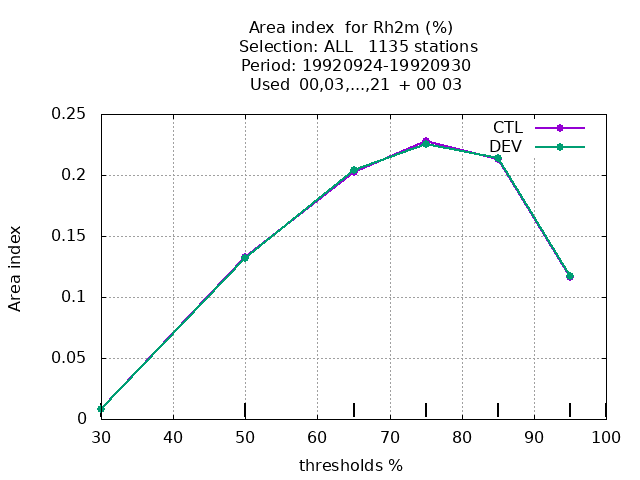 Area index  for Rh2m (%)
Selection: ALL   1135 stations
Period: 19920924-19920930
Used  00,03,...,21  + 00 03
0.25
CTL
DEV
0.2
0.15
Area index
0.1
0.05
0
30 40 50 60 70 80 90 100
thresholds %